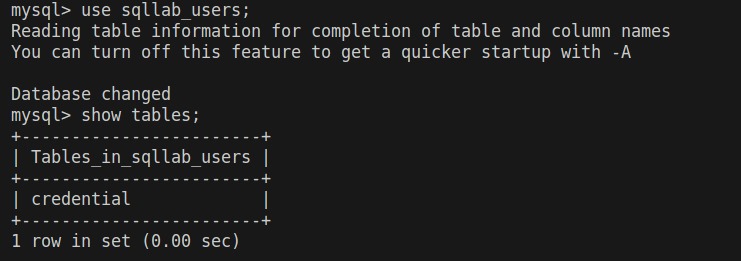 mysql> use sqllab_users;
Reading table information for completion of table and column names
You can turn off this feature to get a quicker startup with -A

Database changed
mysql> show tables;
+------------------------+
| Tables_in_sqllab_users |
+------------------------+
| credential             |
+------------------------+
1 row in set (0.00 sec)